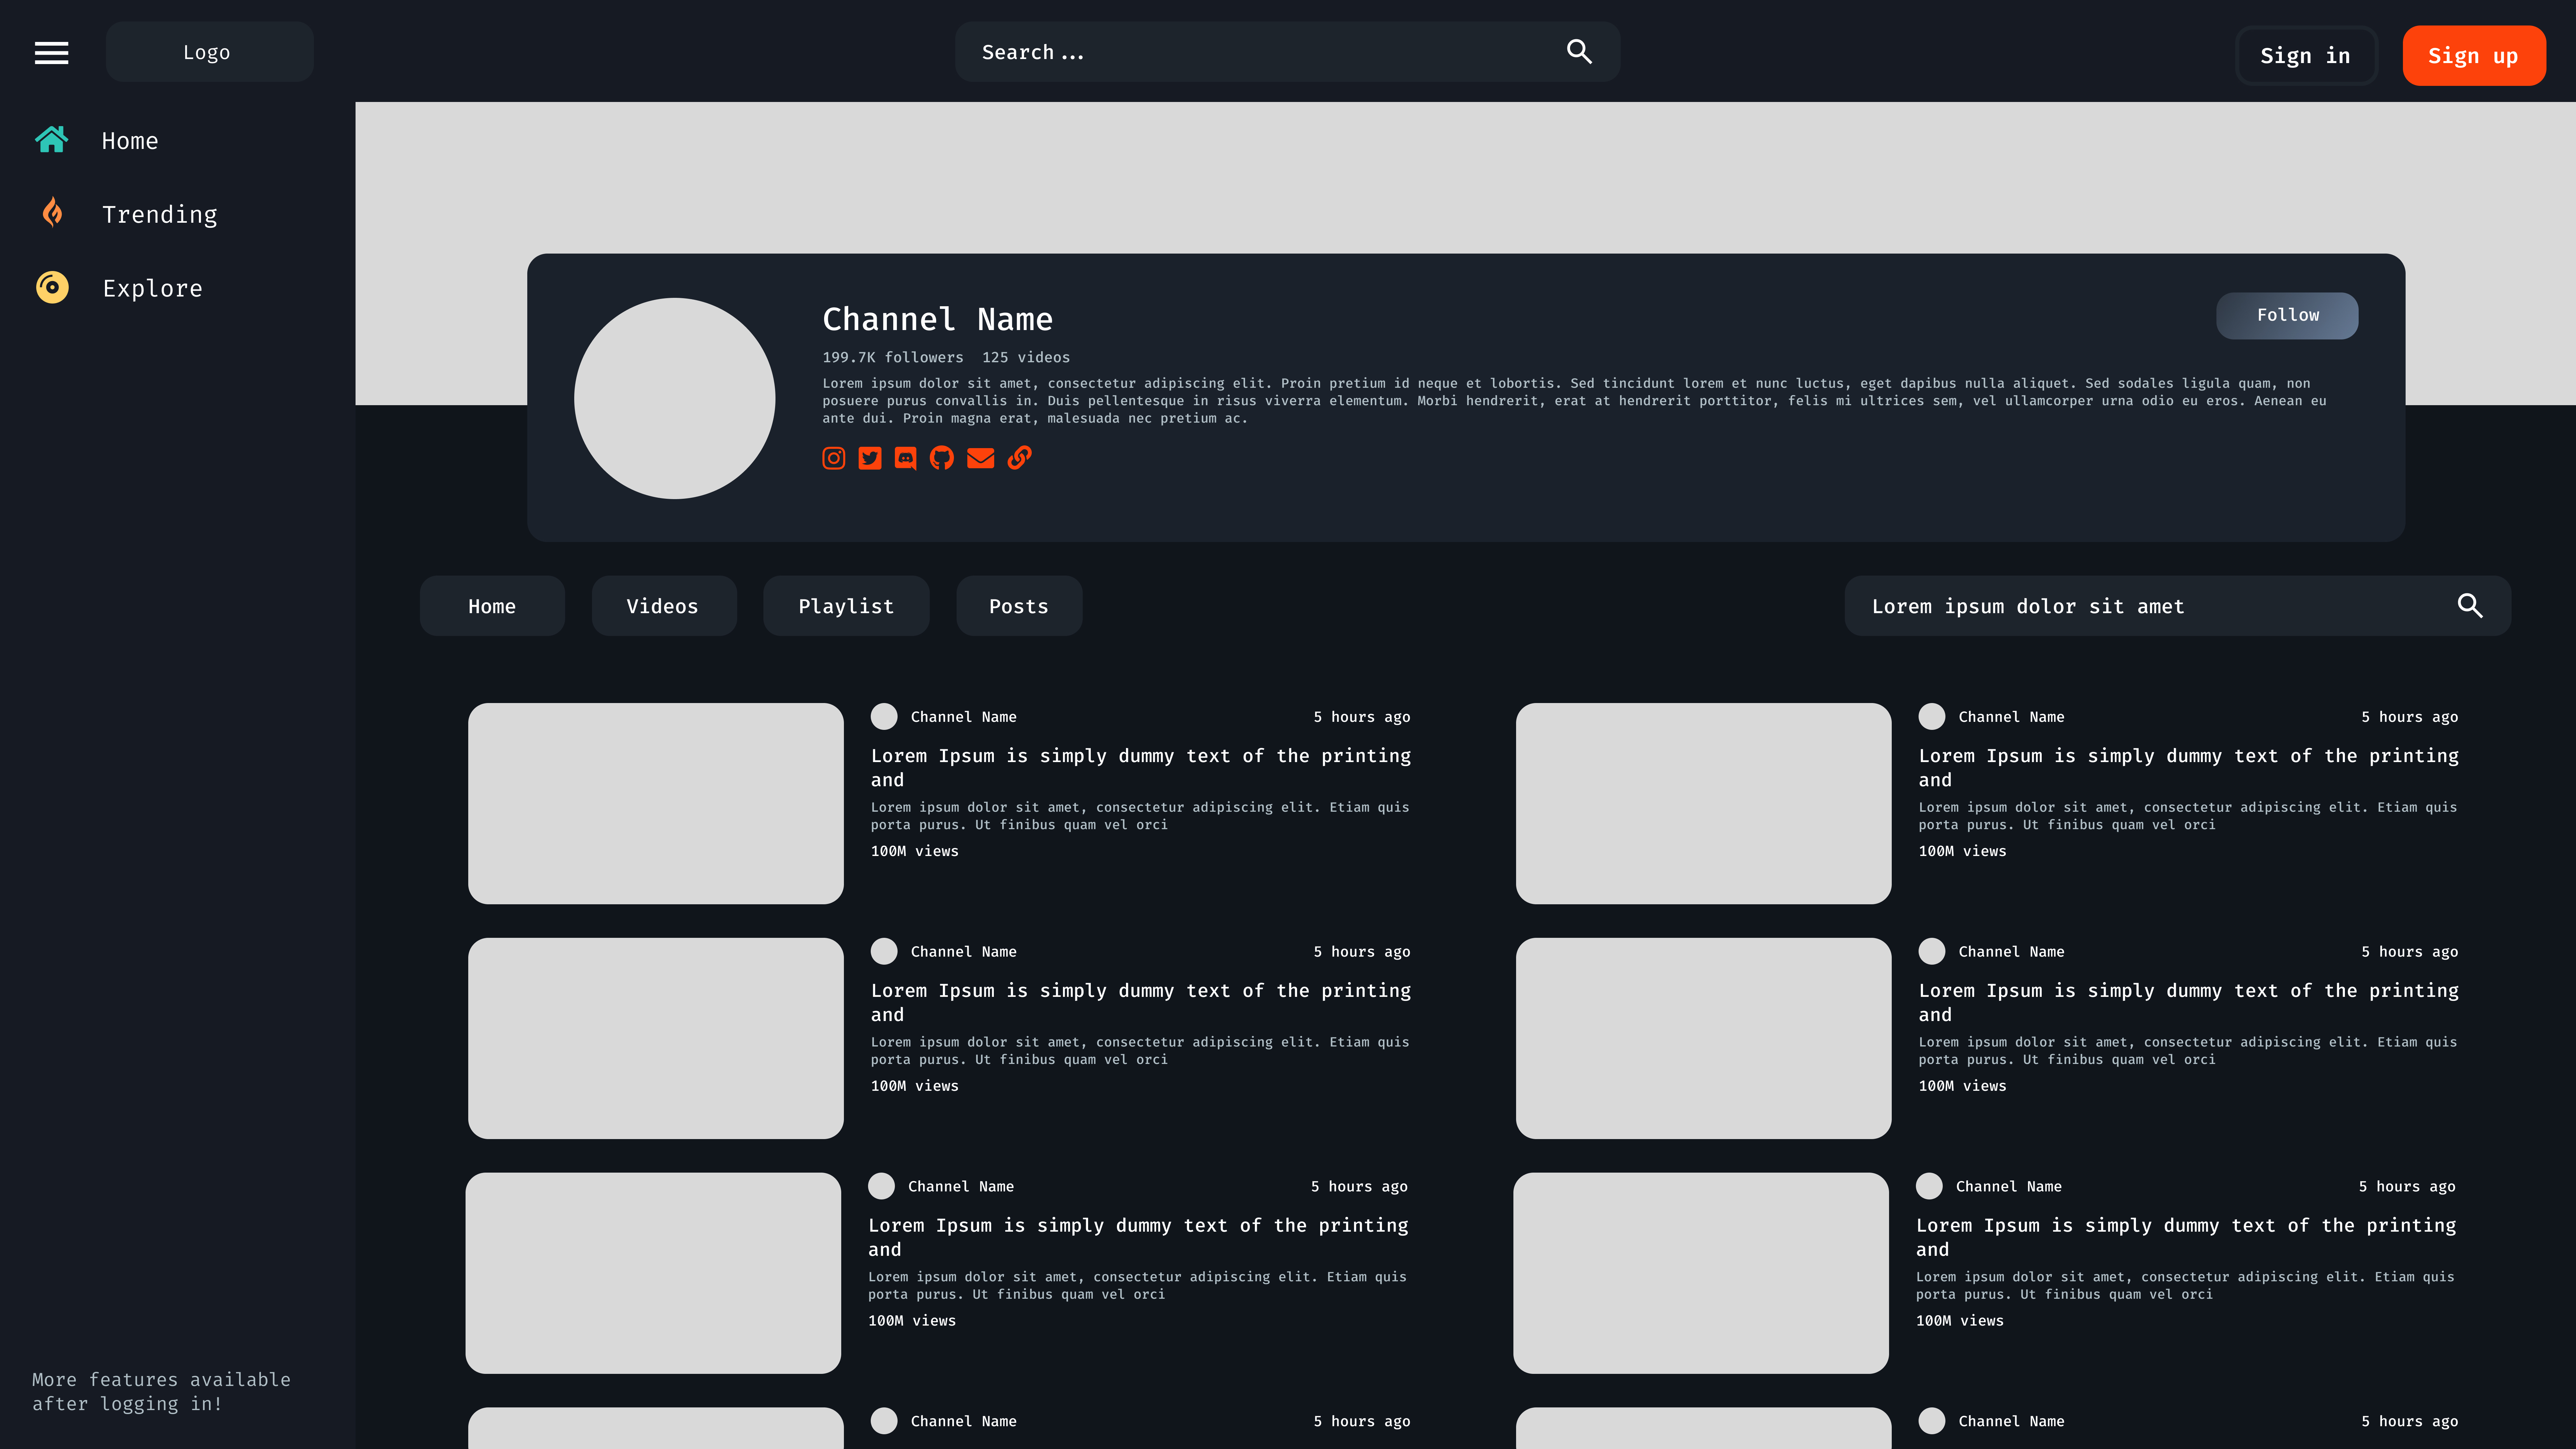 Logo
Search...
Sign in
Sign up
Home
Trending
Explore
Channel Name
Follow
199.7K followers 125 videos
Lorem ipsum dolor sit amet, consectetur adipiscing elit. Proin pretium id neque et lobortis. Sed tincidunt lorem et nunc luctus, eget dapibus nulla aliquet. Sed sodales ligula quam, non
posuere purus convallis in. Duis pellentesque in risus viverra elementum. Morbi hendrerit, erat at hendrerit porttitor, felis mi ultrices sem, vel ullamcorper urna odio eu eros. Aenean eu
ante dui. Proin magna erat, malesuada nec pretium ac.
Home
Videos
Playlist
Posts
Lorem ipsum dolor sit amet
Channel Name
5 hours ago
Lorem Ipsum is simply dummy text of the printing
and
Lorem ipsum dolor sit amet, consectetur adipiscing elit. Etiam quis
porta purus. Ut finibus quam vel orci
100M views
Channel Name
5 hours ago
Lorem Ipsum is simply dummy text of the printing
and
Lorem ipsum dolor sit amet, consectetur adipiscing elit. Etiam quis
porta purus. Ut finibus quam vel orci
100M views
Channel Name
5 hours ago
Lorem Ipsum is simply dummy text of the printing
and
Lorem ipsum dolor sit amet, consectetur adipiscing elit. Etiam quis
porta purus. Ut finibus quam vel orci
100M views
Channel Name
5 hours ago
Lorem Ipsum is simply dummy text of the printing
and
Lorem ipsum dolor sit amet, consectetur adipiscing elit. Etiam quis
porta purus. Ut finibus quam vel orci
100M views
Channel Name
5 hours ago
Lorem Ipsum is simply dummy text of the printing
and
Lorem ipsum dolor sit amet, consectetur adipiscing elit. Etiam quis
porta purus. Ut finibus quam vel orci
100M views
Channel Name
5 hours ago
Lorem Ipsum is simply dummy text of the printing
and
Lorem ipsum dolor sit amet, consectetur adipiscing elit. Etiam quis
porta purus. Ut finibus quam vel orci
100M views
Channel Name
5 hours ago
Channel Name
5 hours ago
More features available
after logging in!